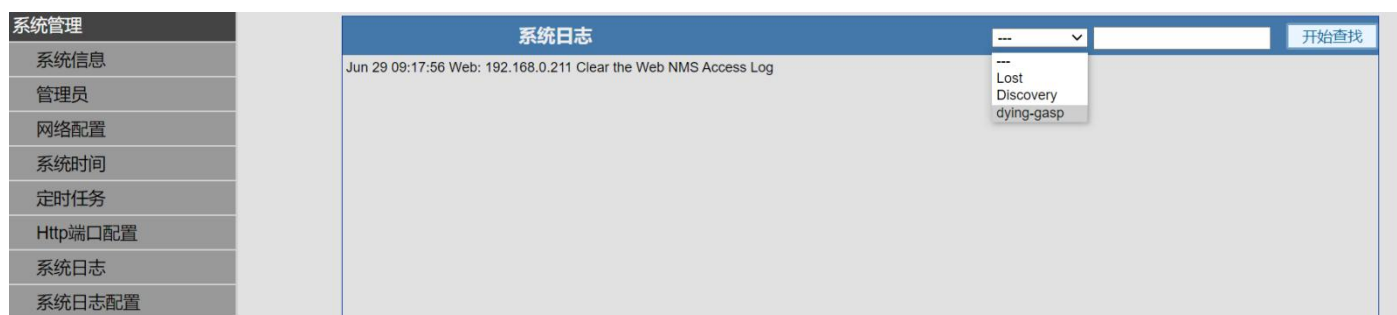 系统管理
系统信息
管理员
网络配置
系统时间
定时任务
Http端口配置
系统日志
系统日志配置
系统日志
---
开始查找
---
Lost
Discovery
dying-gasp
Jun 29 09:17:56 Web: 192.168.0.211 Clear the Web NMS Access Log